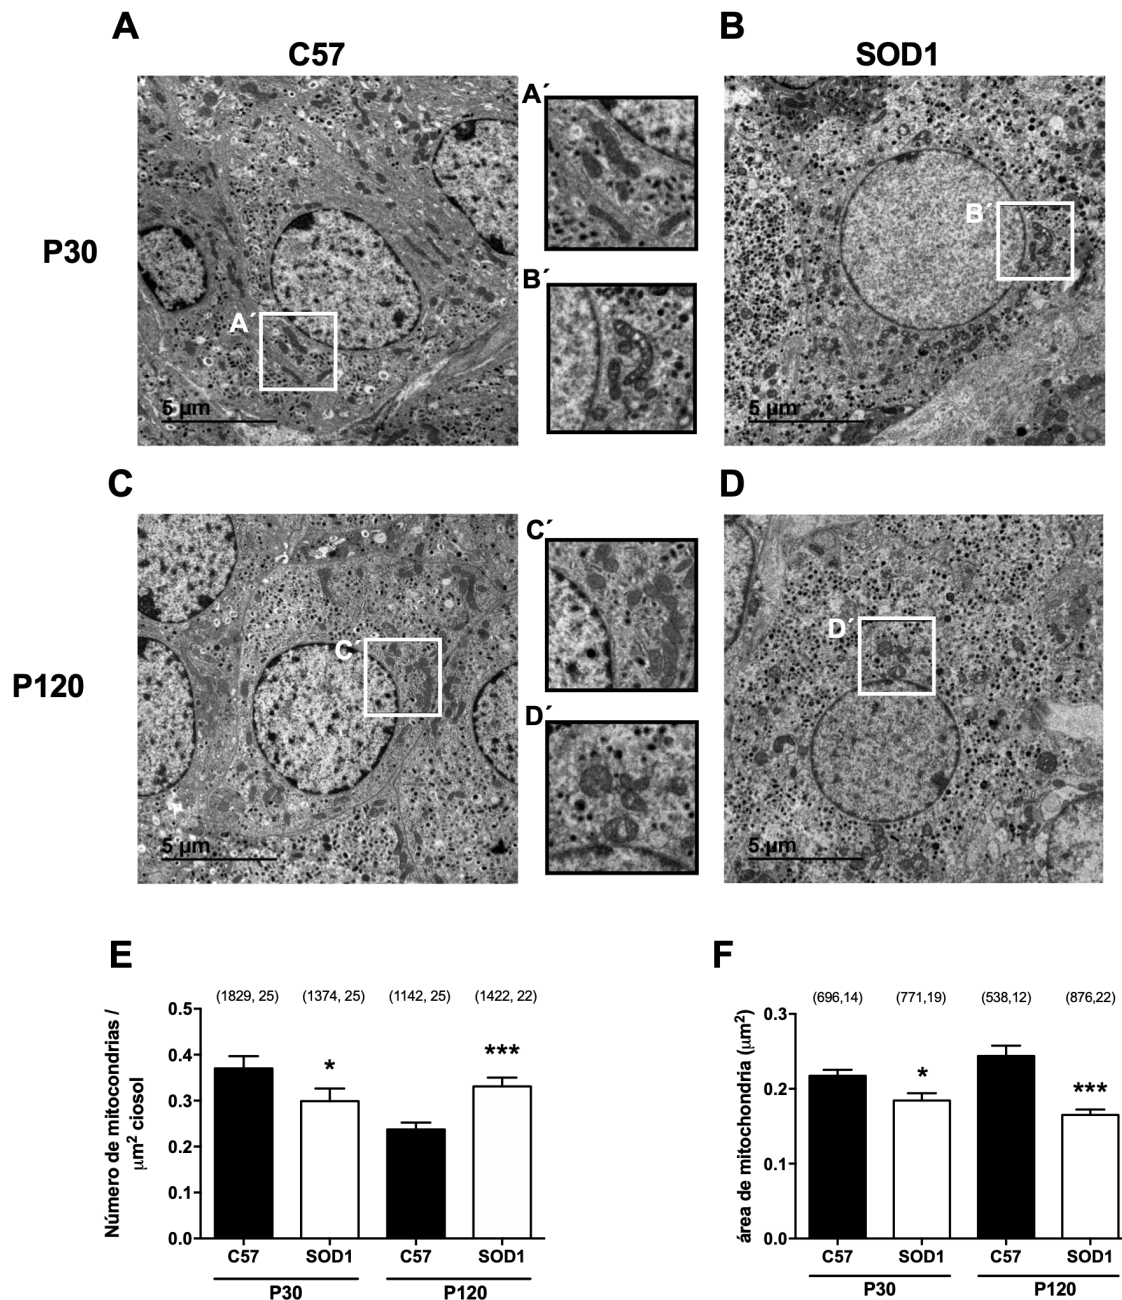 A
C57
B
SOD1
P30
A´
B´
A´
B´
5 µm
5 µm
C
D
P120
C´
D´
C´
D´
5 µm
5 µm
E
(1829, 25) (1374, 25) (1142, 25) (1422, 22)
Número de mitocondrias /
µm2 ciosol
0.5
0.4
0.3
0.2
0.1
0.0
*
***
C57 SOD1 C57 SOD1
P30 P120
F
(696,14) (771,19) (538,12) (876,22)
área de mitochondria (µm2)
0.3
0.2
0.1
0.0
*
***
C57 SOD1 C57 SOD1
P30 P120